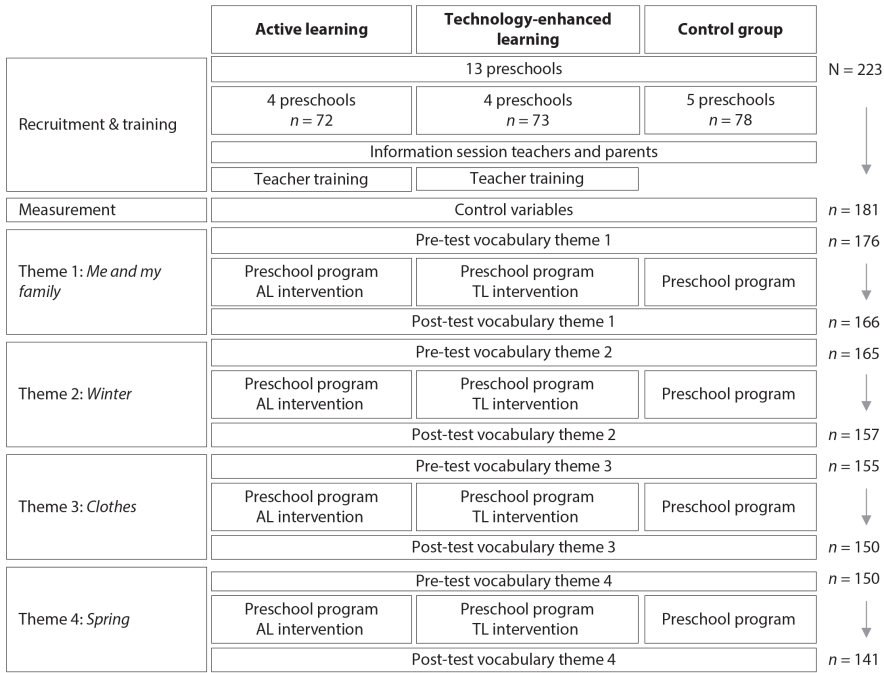 Active learning
Technology-enhanced
learning
Control group
Recruitment & training
13 preschools
N = 223
4 preschools
n = 72
4 preschools
n = 73
5 preschools
n = 78
Information session teachers and parents
Teacher training
Teacher training
Measurement
Control variables
n = 181
Theme 1: Me and my
family
Pre-test vocabulary theme 1
n = 176
Preschool program
AL intervention
Preschool program
TL intervention
Preschool program
Post-test vocabulary theme 1
n = 166
Theme 2: Winter
Pre-test vocabulary theme 2
n = 165
Preschool program
AL intervention
Preschool program
TL intervention
Preschool program
Post-test vocabulary theme 2
n = 157
Theme 3: Clothes
Pre-test vocabulary theme 3
n = 155
Preschool program
AL intervention
Preschool program
TL intervention
Preschool program
Post-test vocabulary theme 3
n = 150
Theme 4: Spring
Pre-test vocabulary theme 4
n = 150
Preschool program
AL intervention
Preschool program
TL intervention
Preschool program
Post-test vocabulary theme 4
n = 141